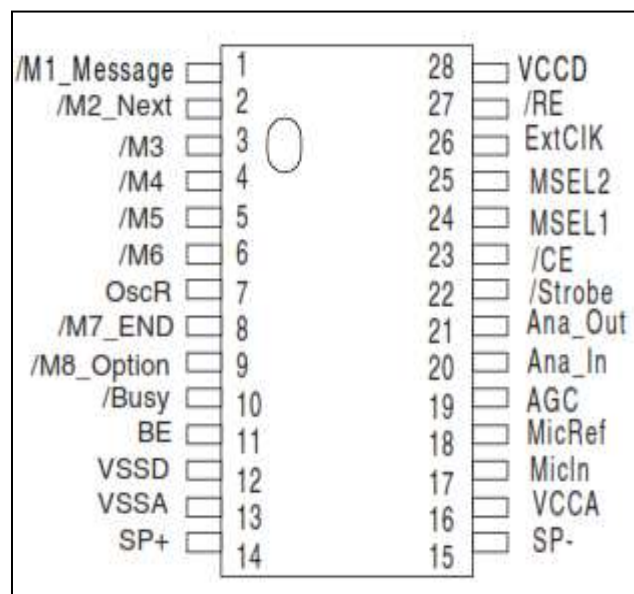 /M1_Message 1 28 VCCD
/M2_Next 2 27 /RE
/M3 3 26 ExtClK
/M4 4 25 MSEL2
/M5 5 24 MSEL1
/M6 6 23 /CE
OscR 7 22 /Strobe
/M7_END 8 21 Ana_Out
/M8_Option 9 20 Ana_In
/Busy 10 19 AGC
BE 11 18 MicRef
VSSD 12 17 MicIn
VSSA 13 16 VCCA
SP+ 14 15 SP-